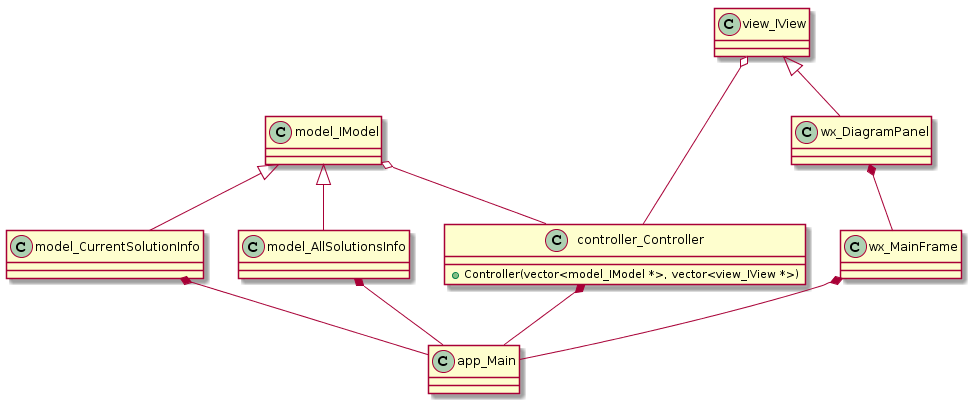 C view_IView
C model_IModel
C wx_DiagramPanel
C model_CurrentSolutionInfo
C model_AllSolutionsInfo
C controller_Controller
Controller(vector<model_IModel *>, vector<view_IView *>)
C wx_MainFrame
C app_Main